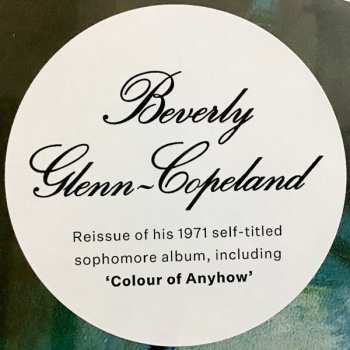 Beverly
Glenn~Copeland
Reissue of his 1971 self-titled
sophomore album, including
‘Colour of Anyhow’